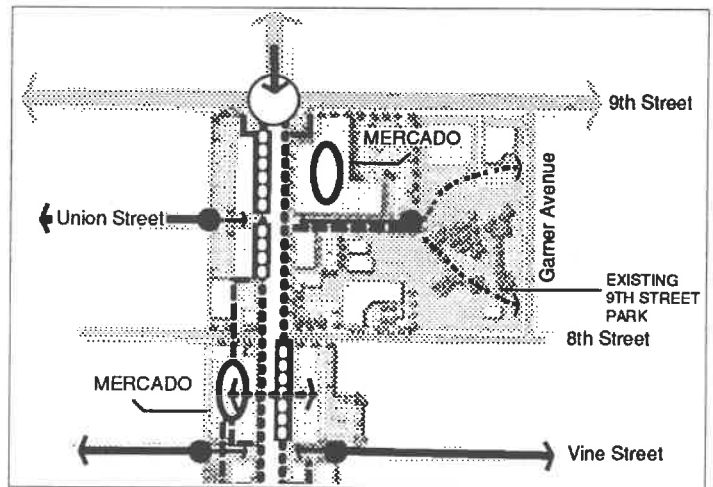 9th Street
MERCADO
Union Street
Garner Avenue
EXISTING
9TH STREET
PARK
8th Street
MERCADO
Vine Street